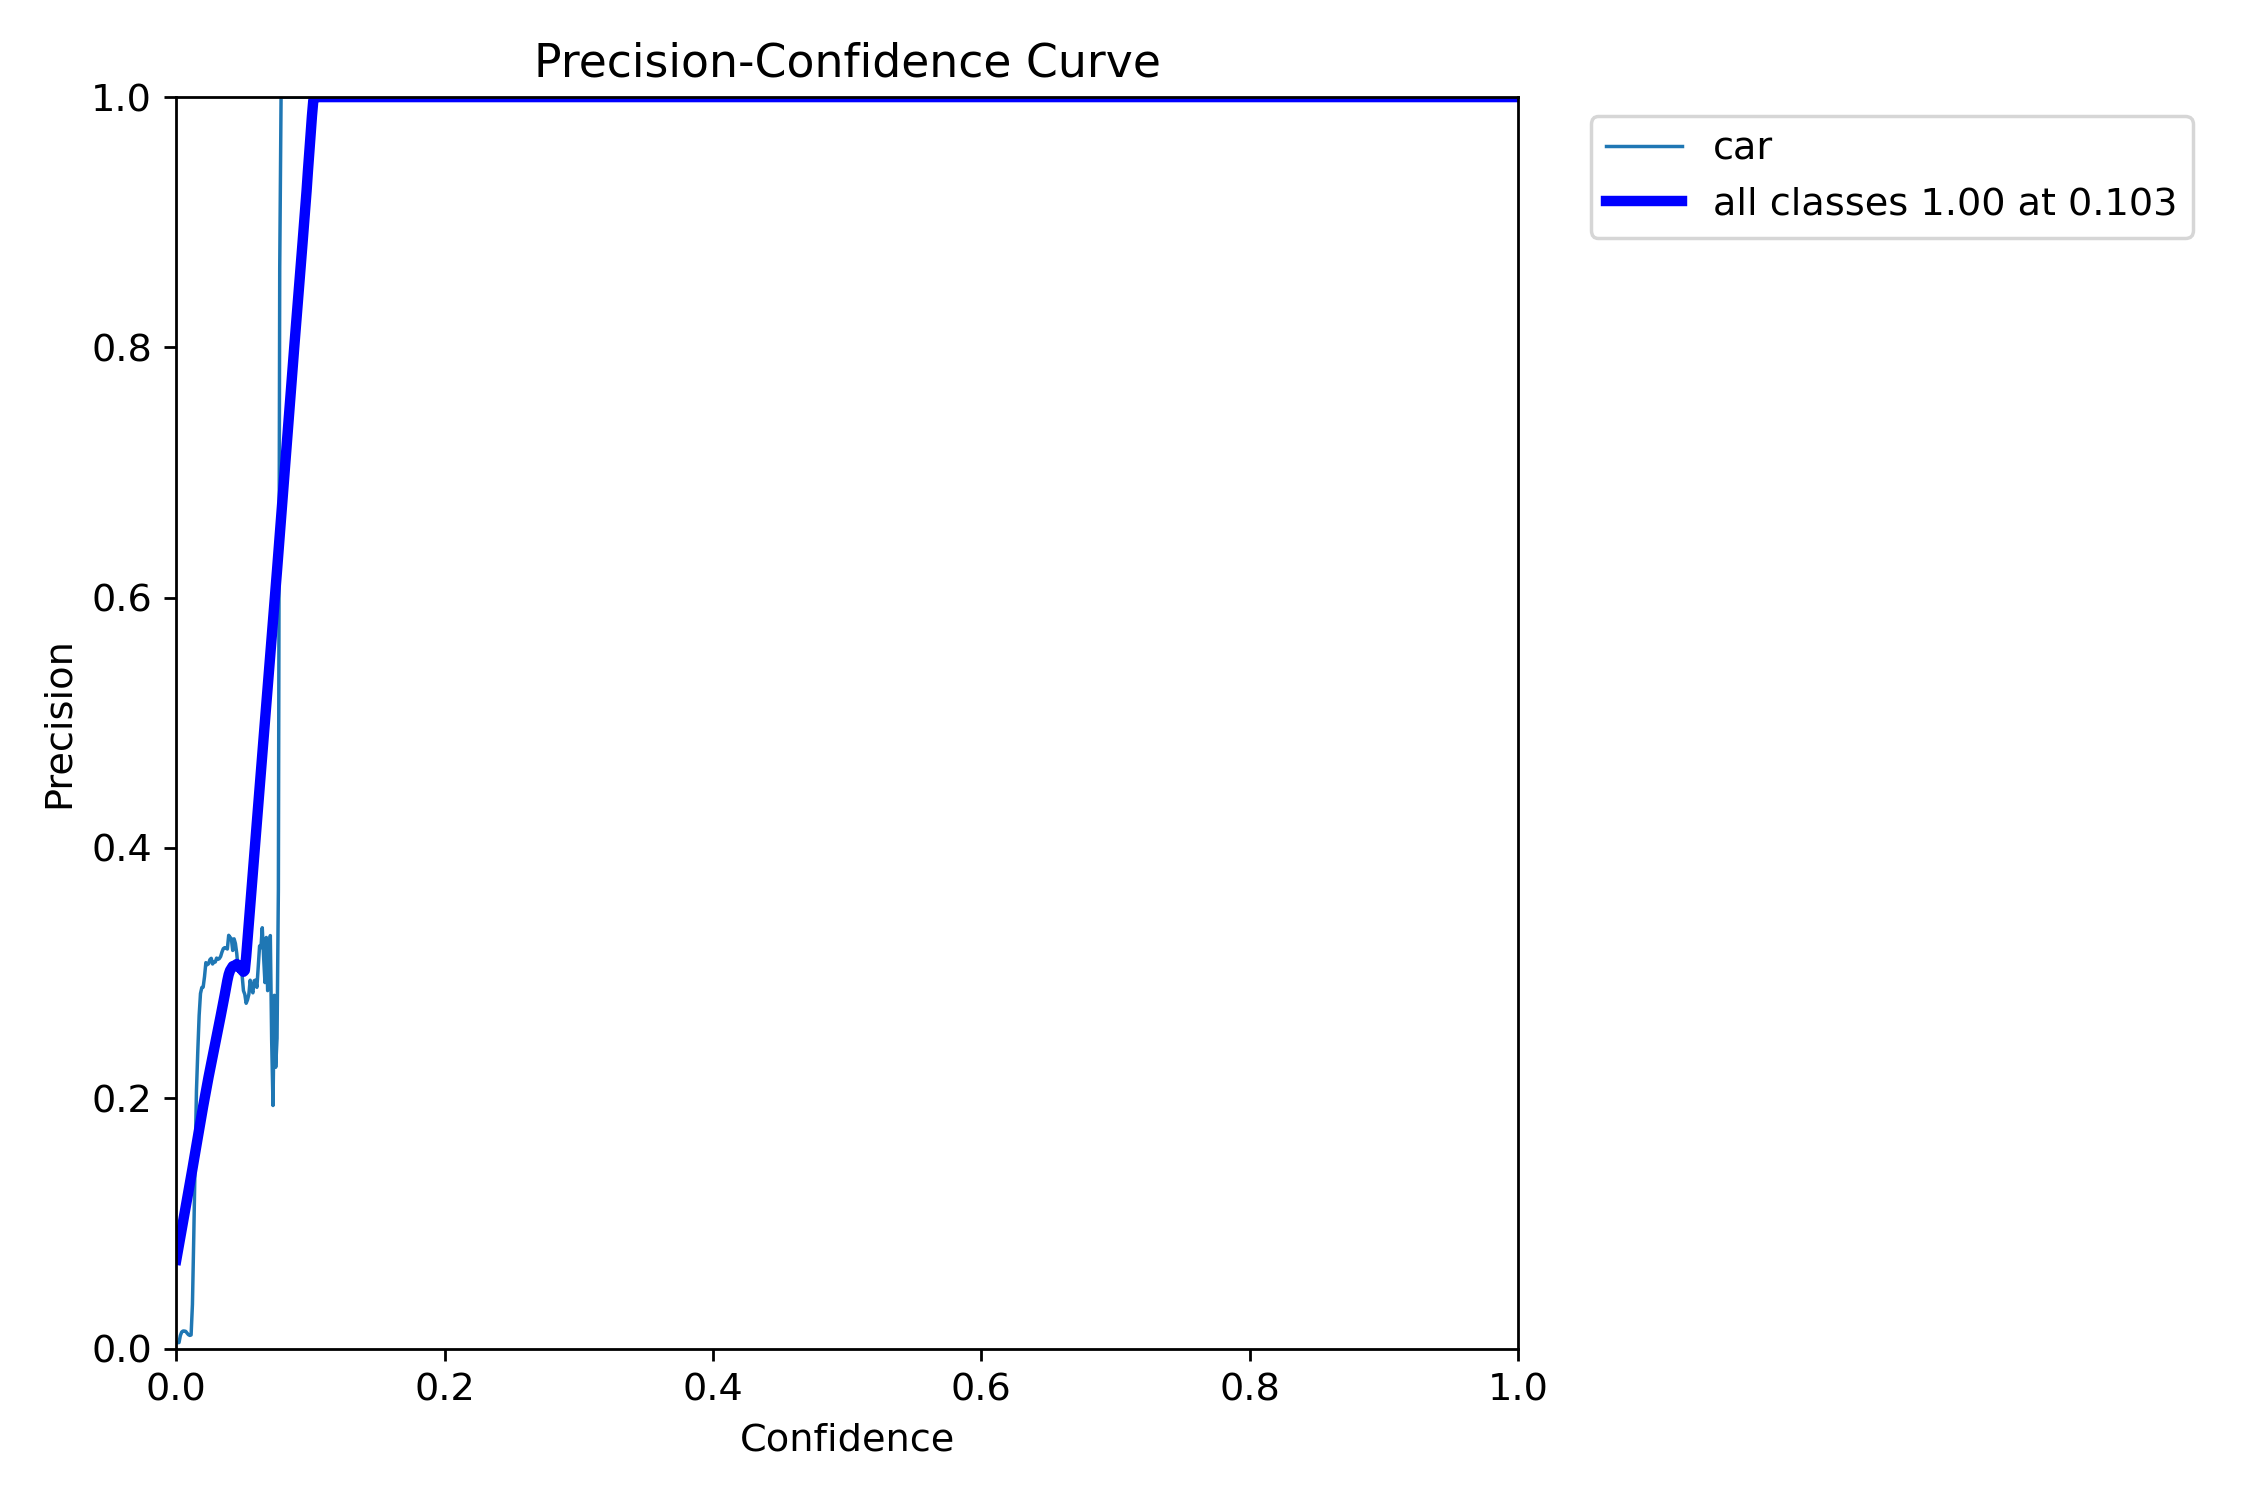 Precision-Confidence Curve
1.0
0.8
0.6
0.4
0.2
0.0
Precision
0.0 0.2 0.4 0.6 0.8 1.0
Confidence
car
all classes 1.00 at 0.103